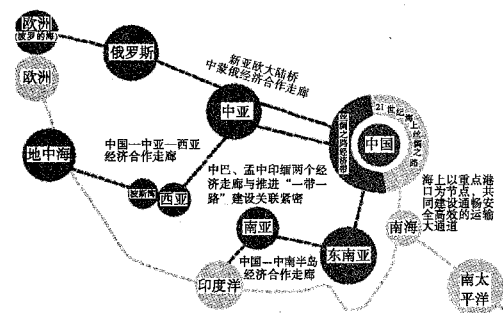 欧洲
(波罗的海)
俄罗斯
欧洲
新亚欧大陆桥
中蒙俄经济合作走廊
中亚
21世纪海上丝绸之路
丝绸之路经济带
中国
地中海
中国—中亚—西亚
经济合作走廊
波斯湾
西亚
中巴、孟中印缅两个经
济走廊与推进“一带一
路”建设关联紧密
海上以重点港
口为节点，共
同建设通畅安
全高效的运输
大通道
南亚
中国—中南半岛
经济合作走廊
东南亚
南海
印度洋
南太
平洋